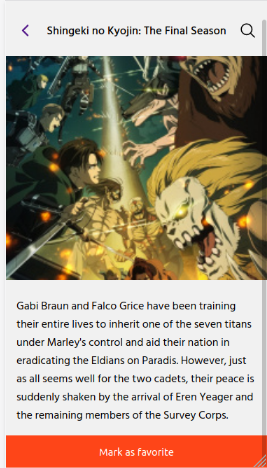 Shingeki no Kyojin: The Final Season
Gabi Braun and Falco Grice have been training
their entire lives to inherit one of the seven titans
under Marley's control and aid their nation in
eradicating the Eldians on Paradis. However, just
as all seems well for the two cadets, their peace is
suddenly shaken by the arrival of Eren Yeager and
the remaining members of the Survey Corps.
Mark as favorite